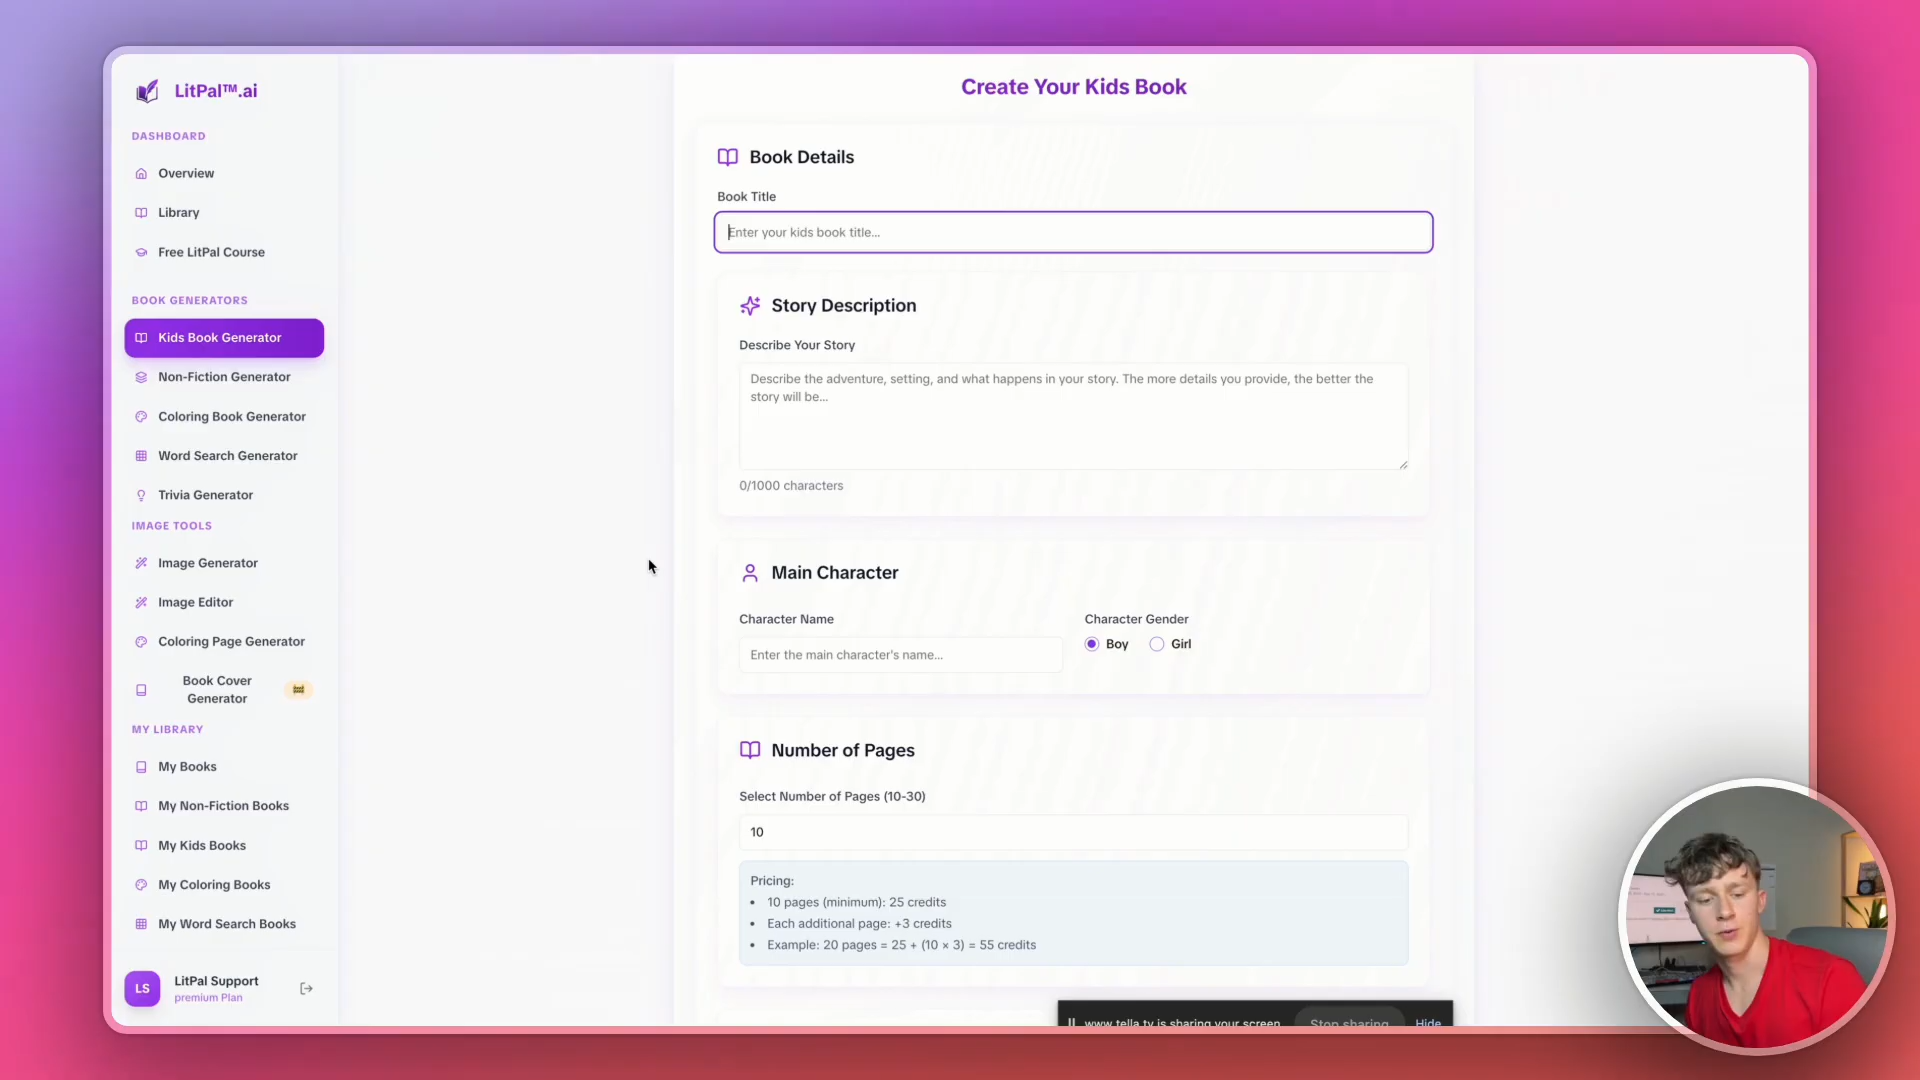 LitPal™.ai
DASHBOARD
Overview
Library
Free LitPal Course
BOOK GENERATORS
Kids Book Generator
Non-Fiction Generator
Coloring Book Generator
Word Search Generator
Trivia Generator
IMAGE TOOLS
Image Generator
Image Editor
Coloring Page Generator
Book Cover
Generator
MY LIBRARY
My Books
My Non-Fiction Books
My Kids Books
My Coloring Books
My Word Search Books
LS
LitPal Support
premium Plan
Create Your Kids Book
Book Details
Book Title
Enter your kids book title...
Story Description
Describe Your Story
Describe the adventure, setting, and what happens in your story. The more details you provide, the better the
story will be...
0/1000 characters
Main Character
Character Name
Enter the main character's name...
Character Gender
Boy
Girl
Number of Pages
Select Number of Pages (10-30)
10
Pricing:
• 10 pages (minimum): 25 credits
• Each additional page: +3 credits
• Example: 20 pages = 25 + (10 × 3) = 55 credits
www.tella.tv is sharing your screen.
Stop sharing
Hide